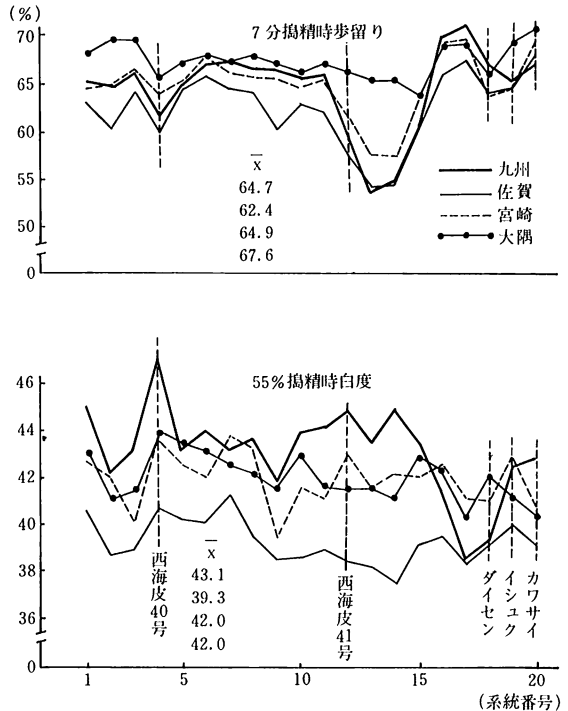 (%)
7分搗精時歩留り
70
65
60
55
50
0
x
64.7
62.4
64.9
67.6
九州
佐賀
宮崎
大隅
55%搗精時白度
46
44
42
40
38
36
0
西海皮40号
x
43.1
39.3
42.0
42.0
西海皮41号
ダイセン
イシュク
カワサイ
1 5 10 15 20
(系統番号)